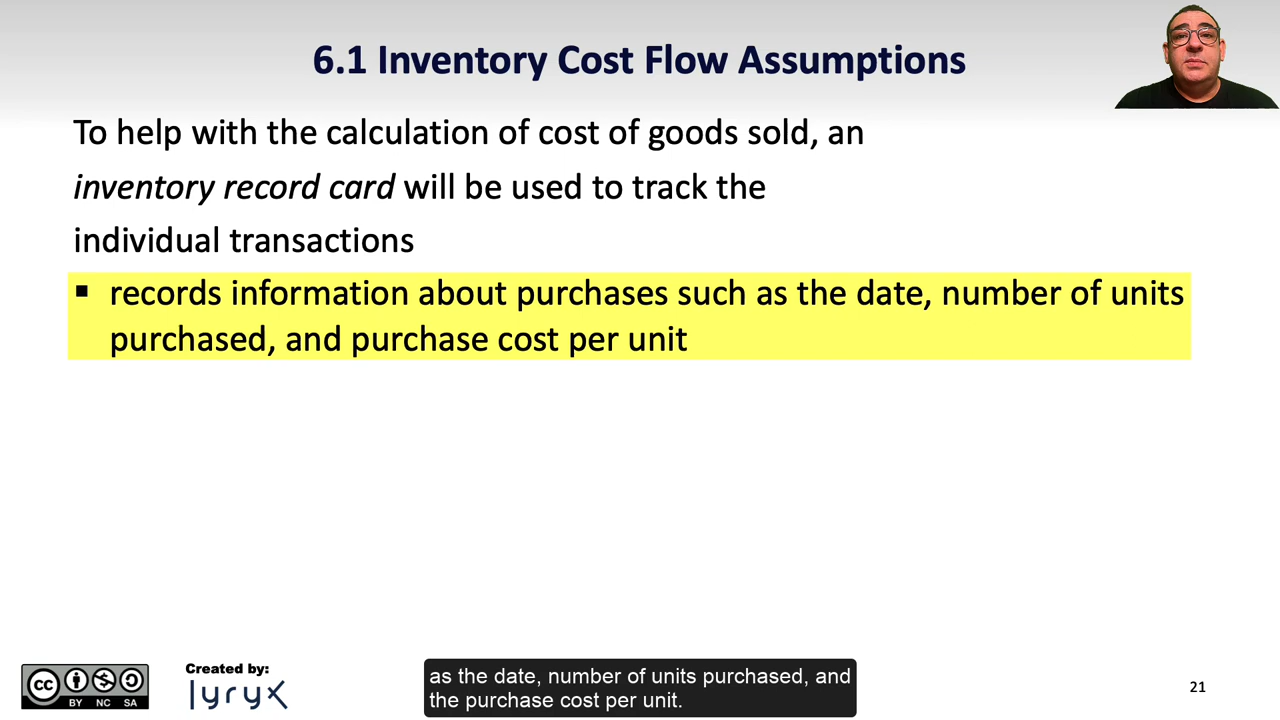 6.1 Inventory Cost Flow Assumptions
To help with the calculation of cost of goods sold, an
inventory record card will be used to track the
individual transactions
▪ records information about purchases such as the date, number of units
purchased, and purchase cost per unit
cc
BY NC SA
Created by:
lyryx
as the date, number of units purchased, and
the purchase cost per unit.
21